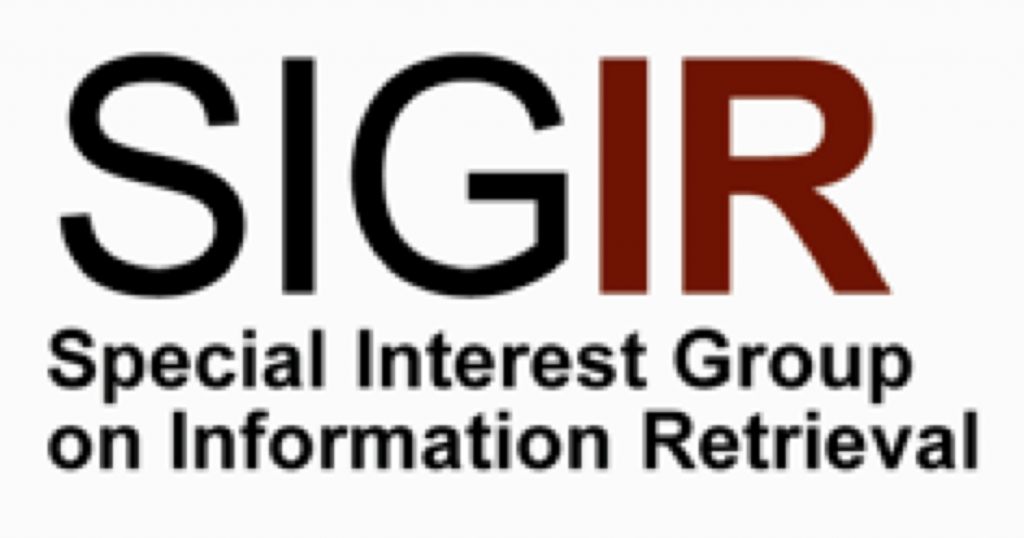 SIGIR
Special Interest Group
on Information Retrieval